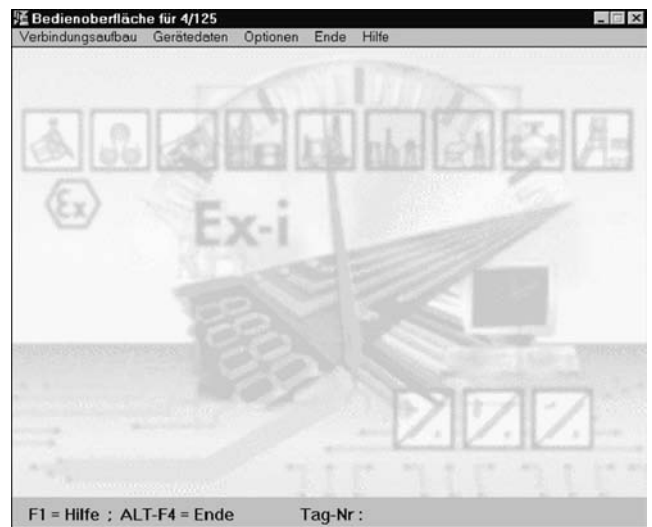 Bedienoberfläche für 4/125
Verbindungsaufbau Gerätedaten Optionen Ende Hilfe
Ex
Ex-i
F1 = Hilfe ; ALT-F4 = Ende Tag-Nr :